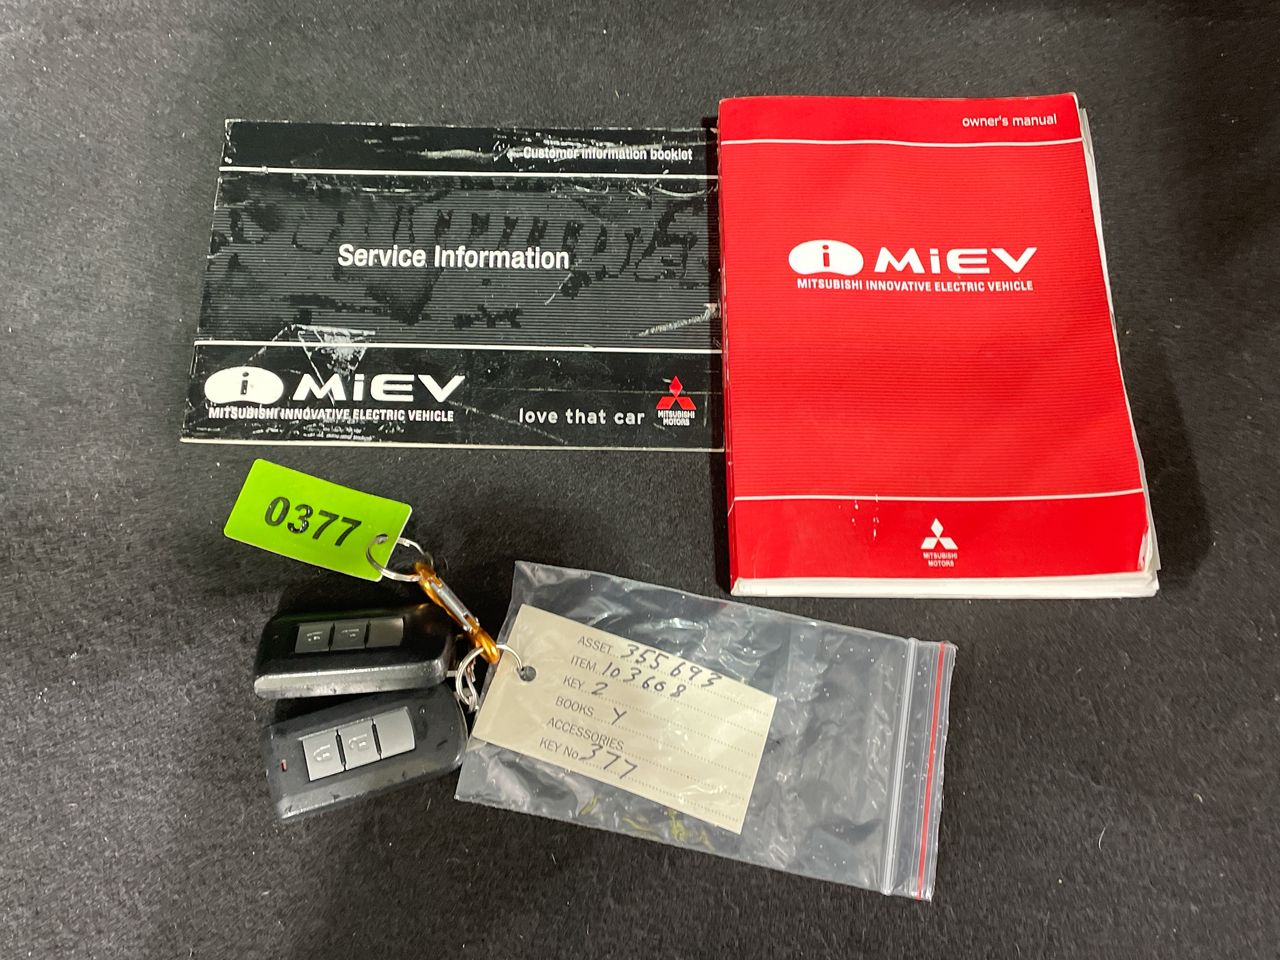 Customer information booklet
Service Information
i MiEV
MITSUBISHI INNOVATIVE ELECTRIC VEHICLE
love that car
MITSUBISHI
MOTORS
owner's manual
i MiEV
MITSUBISHI INNOVATIVE ELECTRIC VEHICLE
MITSUBISHI
MOTORS
0377
ASSET 355693
ITEM 103608
KEY 2
BOOKS Y
ACCESSORIES
KEY No. 377